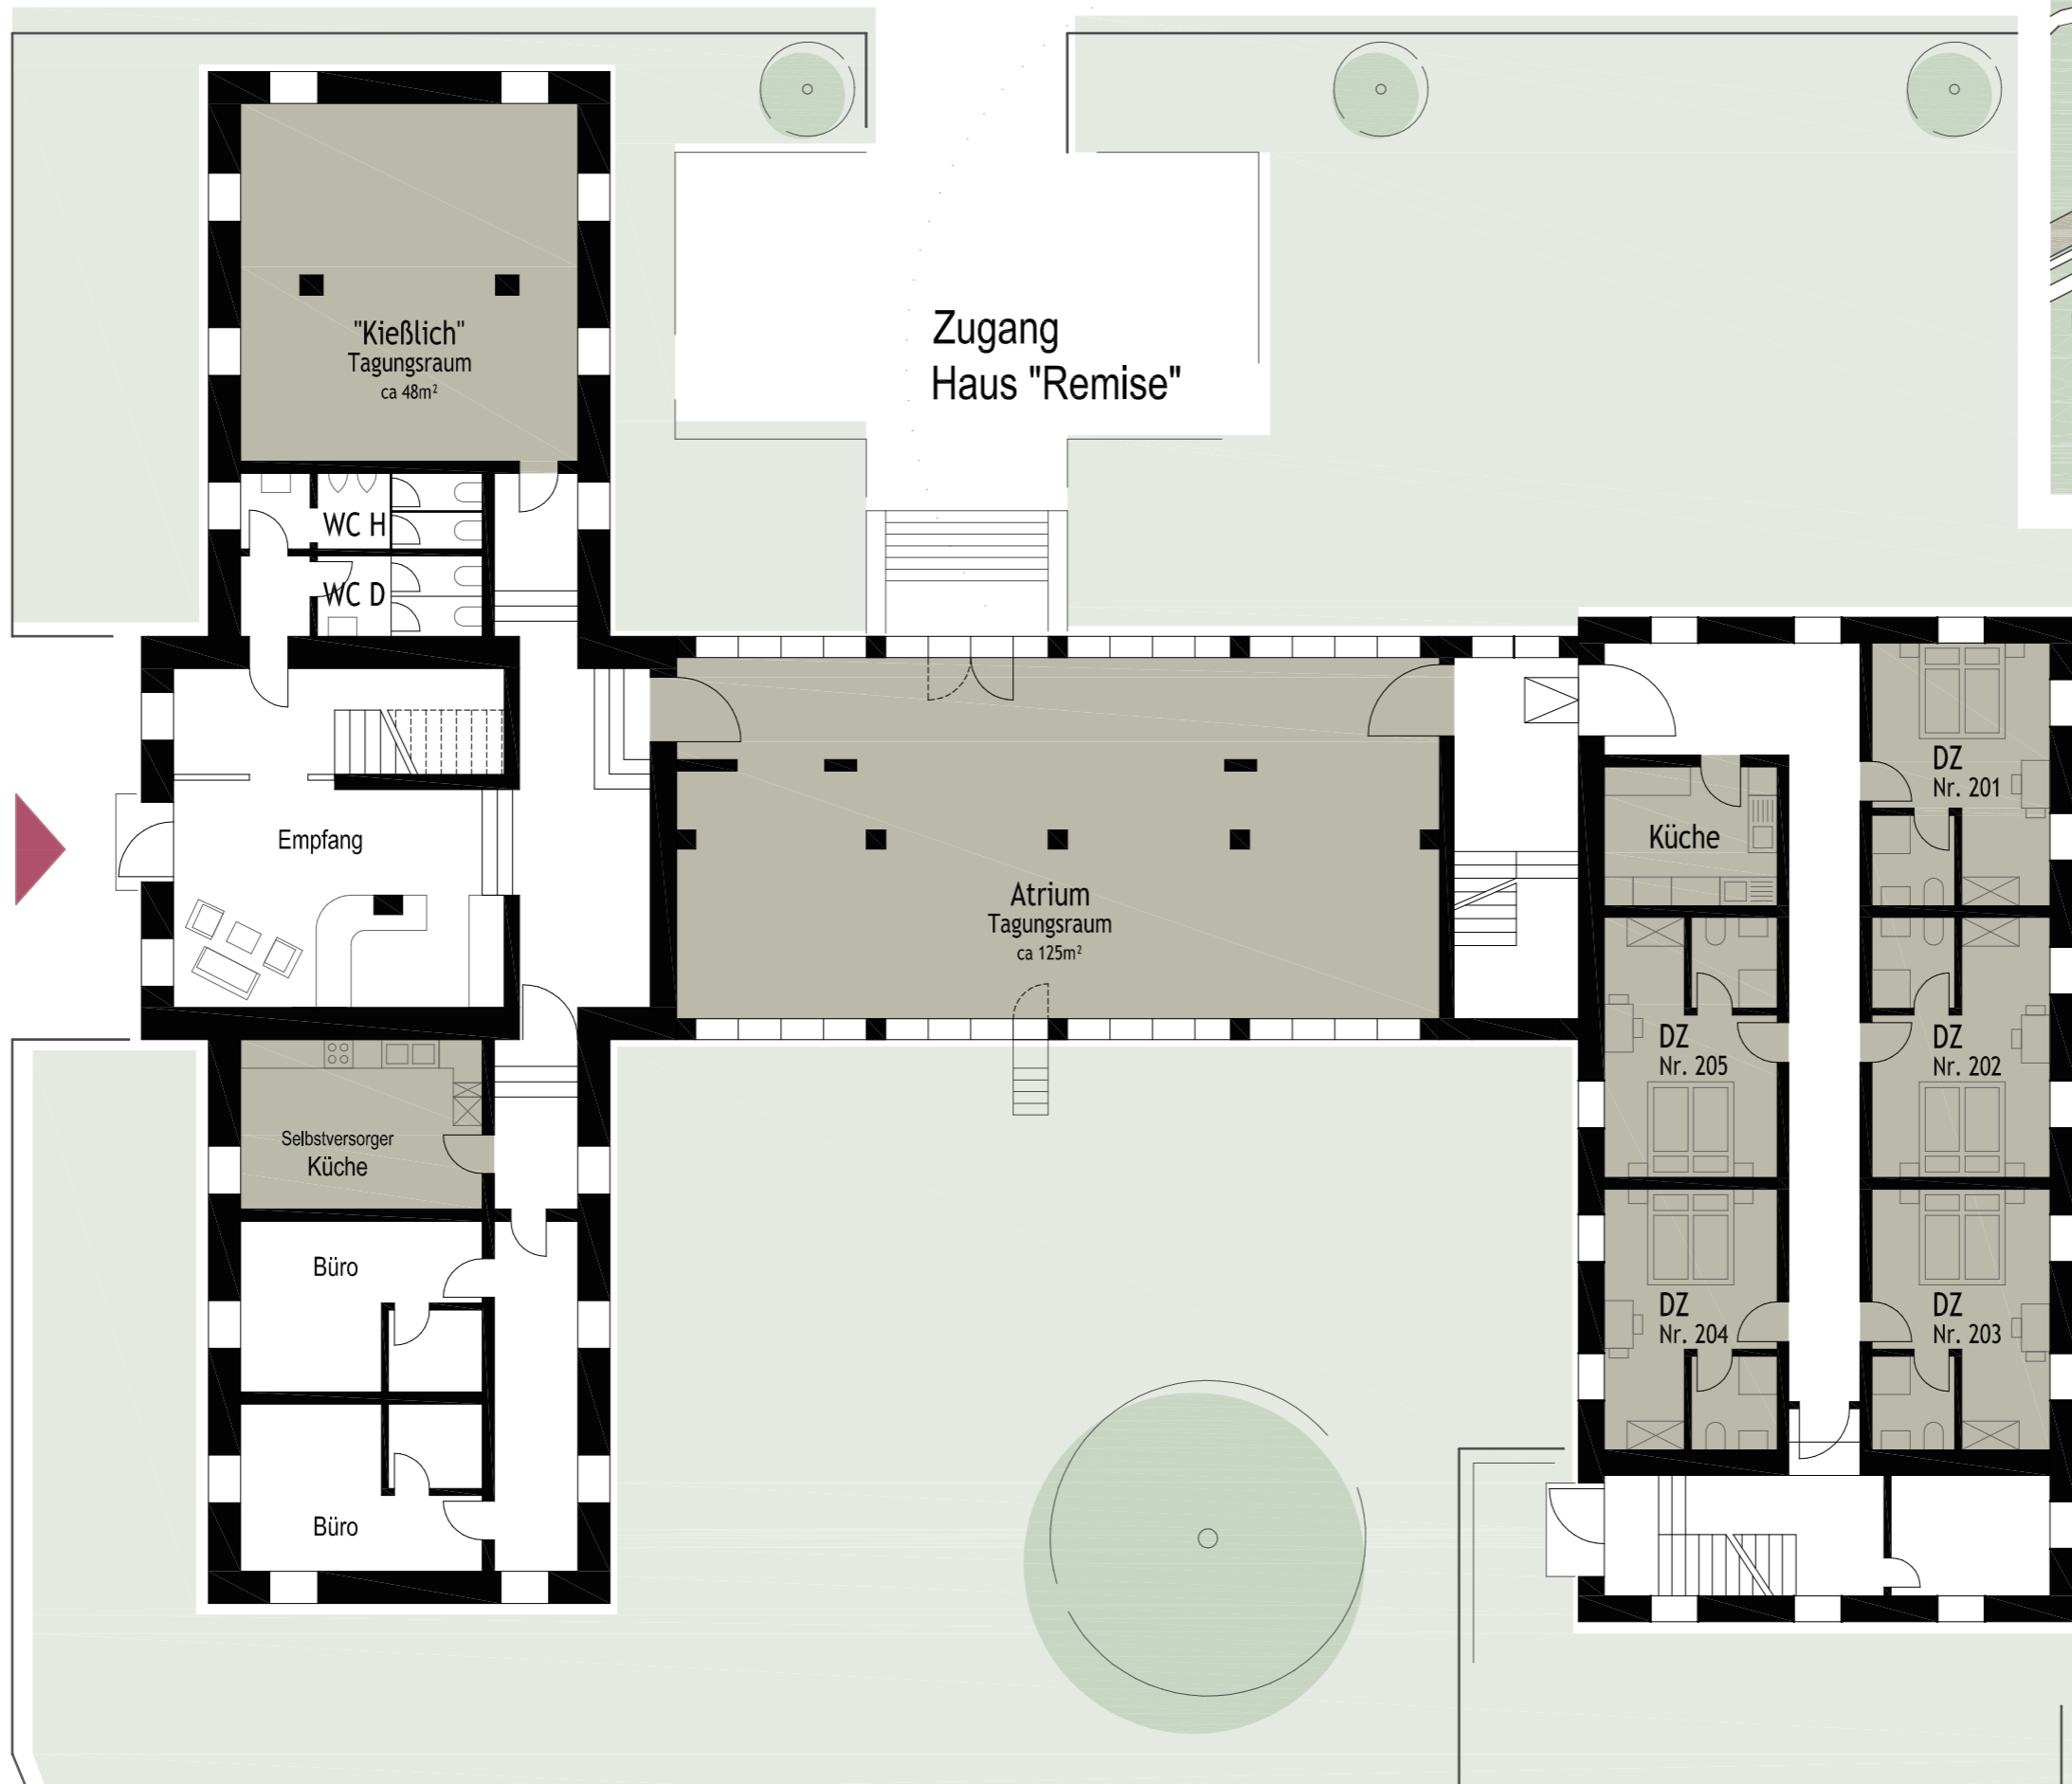 "Kießlich"
Tagungsraum
ca 48m²
Zugang
Haus "Remise"
WC H
WC D
Empfang
Atrium
Tagungsraum
ca 125m²
Selbstversorger
Küche
Büro
Büro
Küche
DZ
Nr. 201
DZ
Nr. 205
DZ
Nr. 202
DZ
Nr. 204
DZ
Nr. 203